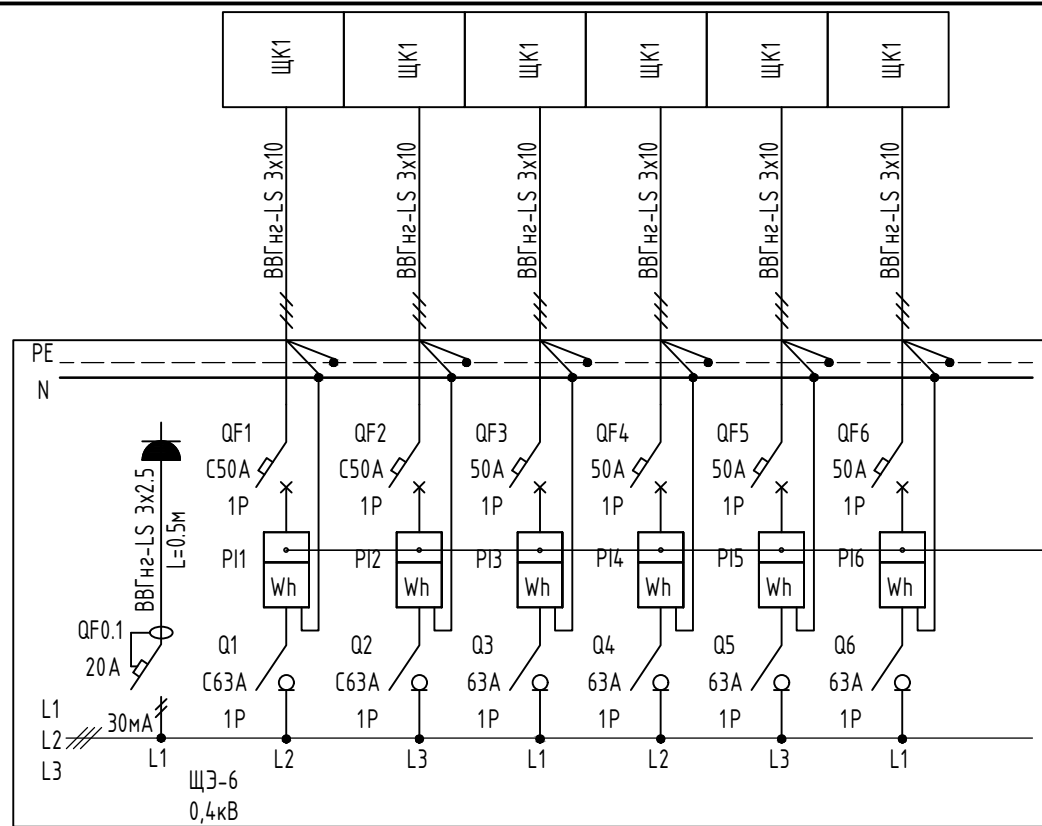 ЩК1 ЩК1 ЩК1 ЩК1 ЩК1 ЩК1
ВВГнг-LS 3х10 ВВГнг-LS 3х10 ВВГнг-LS 3х10 ВВГнг-LS 3х10 ВВГнг-LS 3х10 ВВГнг-LS 3х10
PE
N
QF1 QF2 QF3 QF4 QF5 QF6
C50A C50A 50A 50A 50A 50A
1P 1P 1P 1P 1P 1P
ВВГнг-LS 3х2.5
L=0.5м
PI1 PI2 PI3 PI4 PI5 PI6
Wh Wh Wh Wh Wh Wh
QF0.1
20A
Q1 Q2 Q3 Q4 Q5 Q6
C63A C63A 63A 63A 63A 63A
30мА 1P 1P 1P 1P 1P 1P
L1
L2
L3
L1 L2 L3 L1 L2 L3 L1
ЩЭ-6
0,4кВ